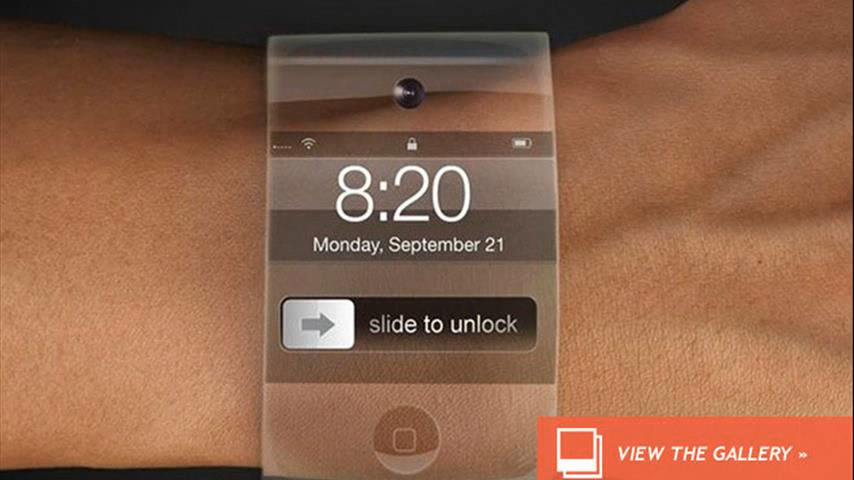 8:20
Monday, September 21
slide to unlock
VIEW THE GALLERY »